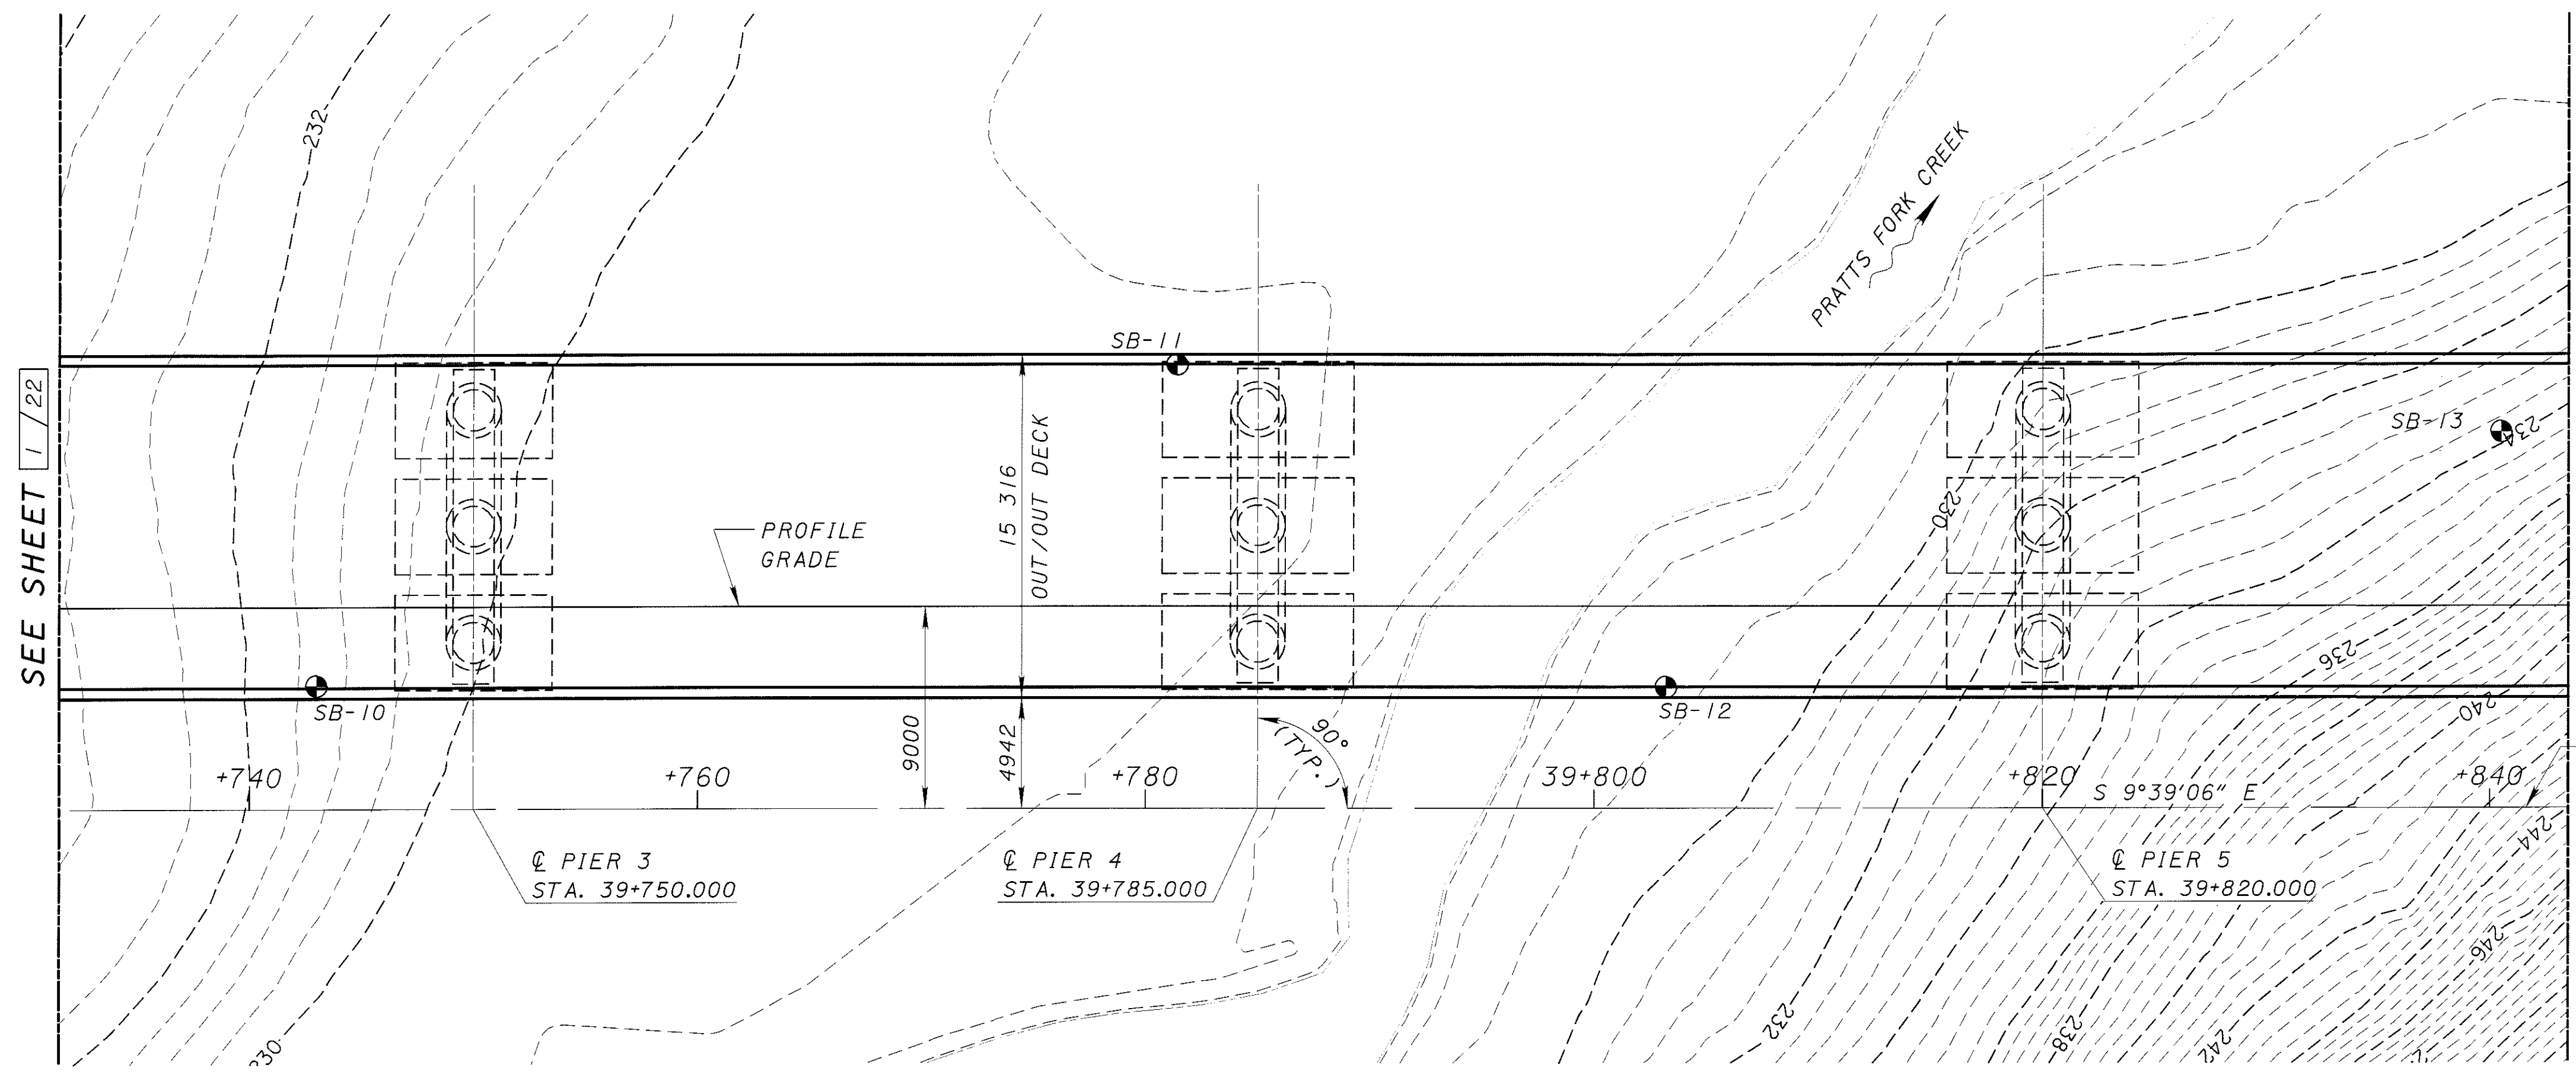 232
PRATTS FORK CREEK
SB-11
SEE SHEET 1 / 22
15 316
OUT/OUT DECK
SB-13
234
230
PROFILE
GRADE
236
SB-10
SB-12
240
9000
4942
90°
(TYP.)
+740
+760
+780
39+800
+820
+840
S 9°39'06" E
244
℄ PIER 3
STA. 39+750.000
℄ PIER 4
STA. 39+785.000
℄ PIER 5
STA. 39+820.000
246
230
232
238
242